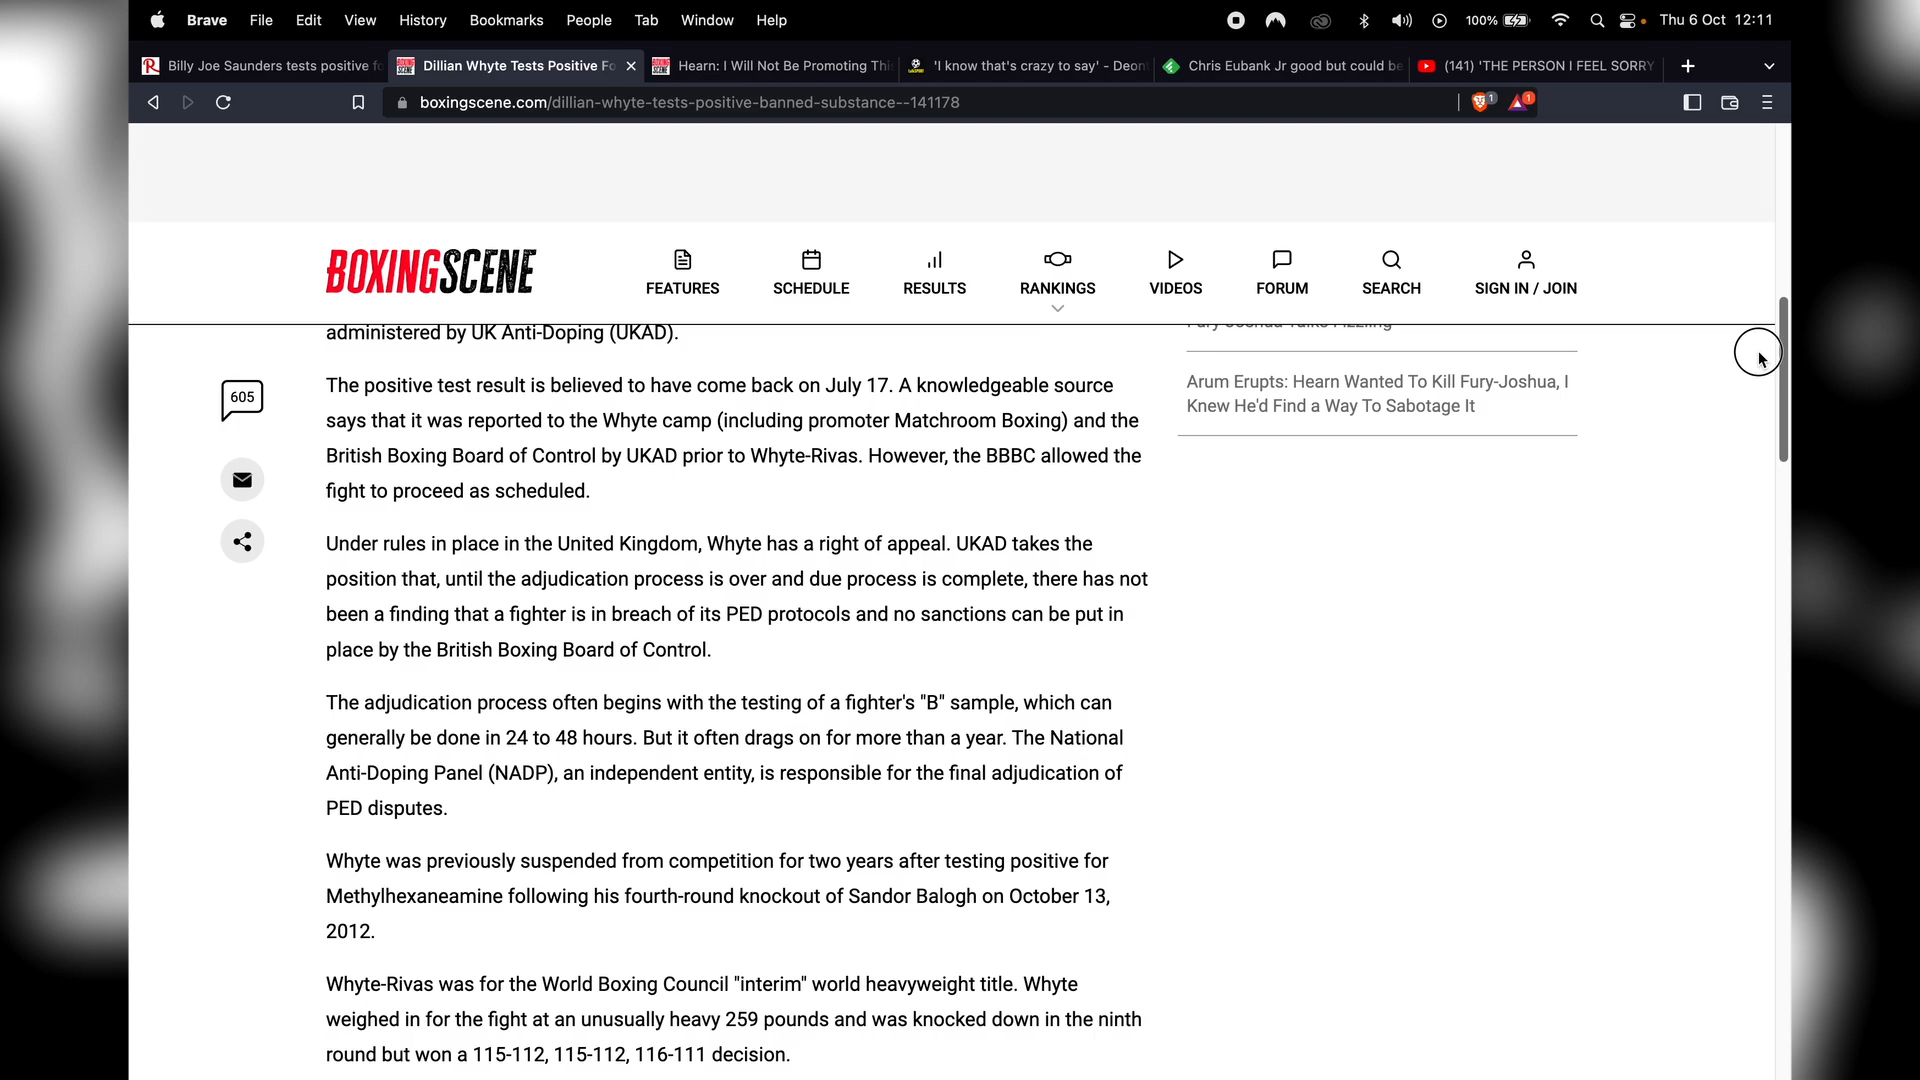 Brave File Edit View History Bookmarks People Tab Window Help 100% Thu 6 Oct 12:11
Billy Joe Saunders tests positive fo Dillian Whyte Tests Positive Fo Hearn: I Will Not Be Promoting Thi 'I know that's crazy to say' - Deon Chris Eubank Jr good but could be (141) 'THE PERSON I FEEL SORRY
boxingscene.com/dillian-whyte-tests-positive-banned-substance--141178 1 1
BOXINGSCENE
FEATURES SCHEDULE RESULTS RANKINGS VIDEOS FORUM SEARCH SIGN IN / JOIN
administered by UK Anti-Doping (UKAD).
605
The positive test result is believed to have come back on July 17. A knowledgeable source
says that it was reported to the Whyte camp (including promoter Matchroom Boxing) and the
British Boxing Board of Control by UKAD prior to Whyte-Rivas. However, the BBBC allowed the
fight to proceed as scheduled.
Under rules in place in the United Kingdom, Whyte has a right of appeal. UKAD takes the
position that, until the adjudication process is over and due process is complete, there has not
been a finding that a fighter is in breach of its PED protocols and no sanctions can be put in
place by the British Boxing Board of Control.
The adjudication process often begins with the testing of a fighter's "B" sample, which can
generally be done in 24 to 48 hours. But it often drags on for more than a year. The National
Anti-Doping Panel (NADP), an independent entity, is responsible for the final adjudication of
PED disputes.
Whyte was previously suspended from competition for two years after testing positive for
Methylhexaneamine following his fourth-round knockout of Sandor Balogh on October 13,
2012.
Whyte-Rivas was for the World Boxing Council "interim" world heavyweight title. Whyte
weighed in for the fight at an unusually heavy 259 pounds and was knocked down in the ninth
round but won a 115-112, 115-112, 116-111 decision.
Fury-Joshua Talks Fizzling
Arum Erupts: Hearn Wanted To Kill Fury-Joshua, I
Knew He'd Find a Way To Sabotage It